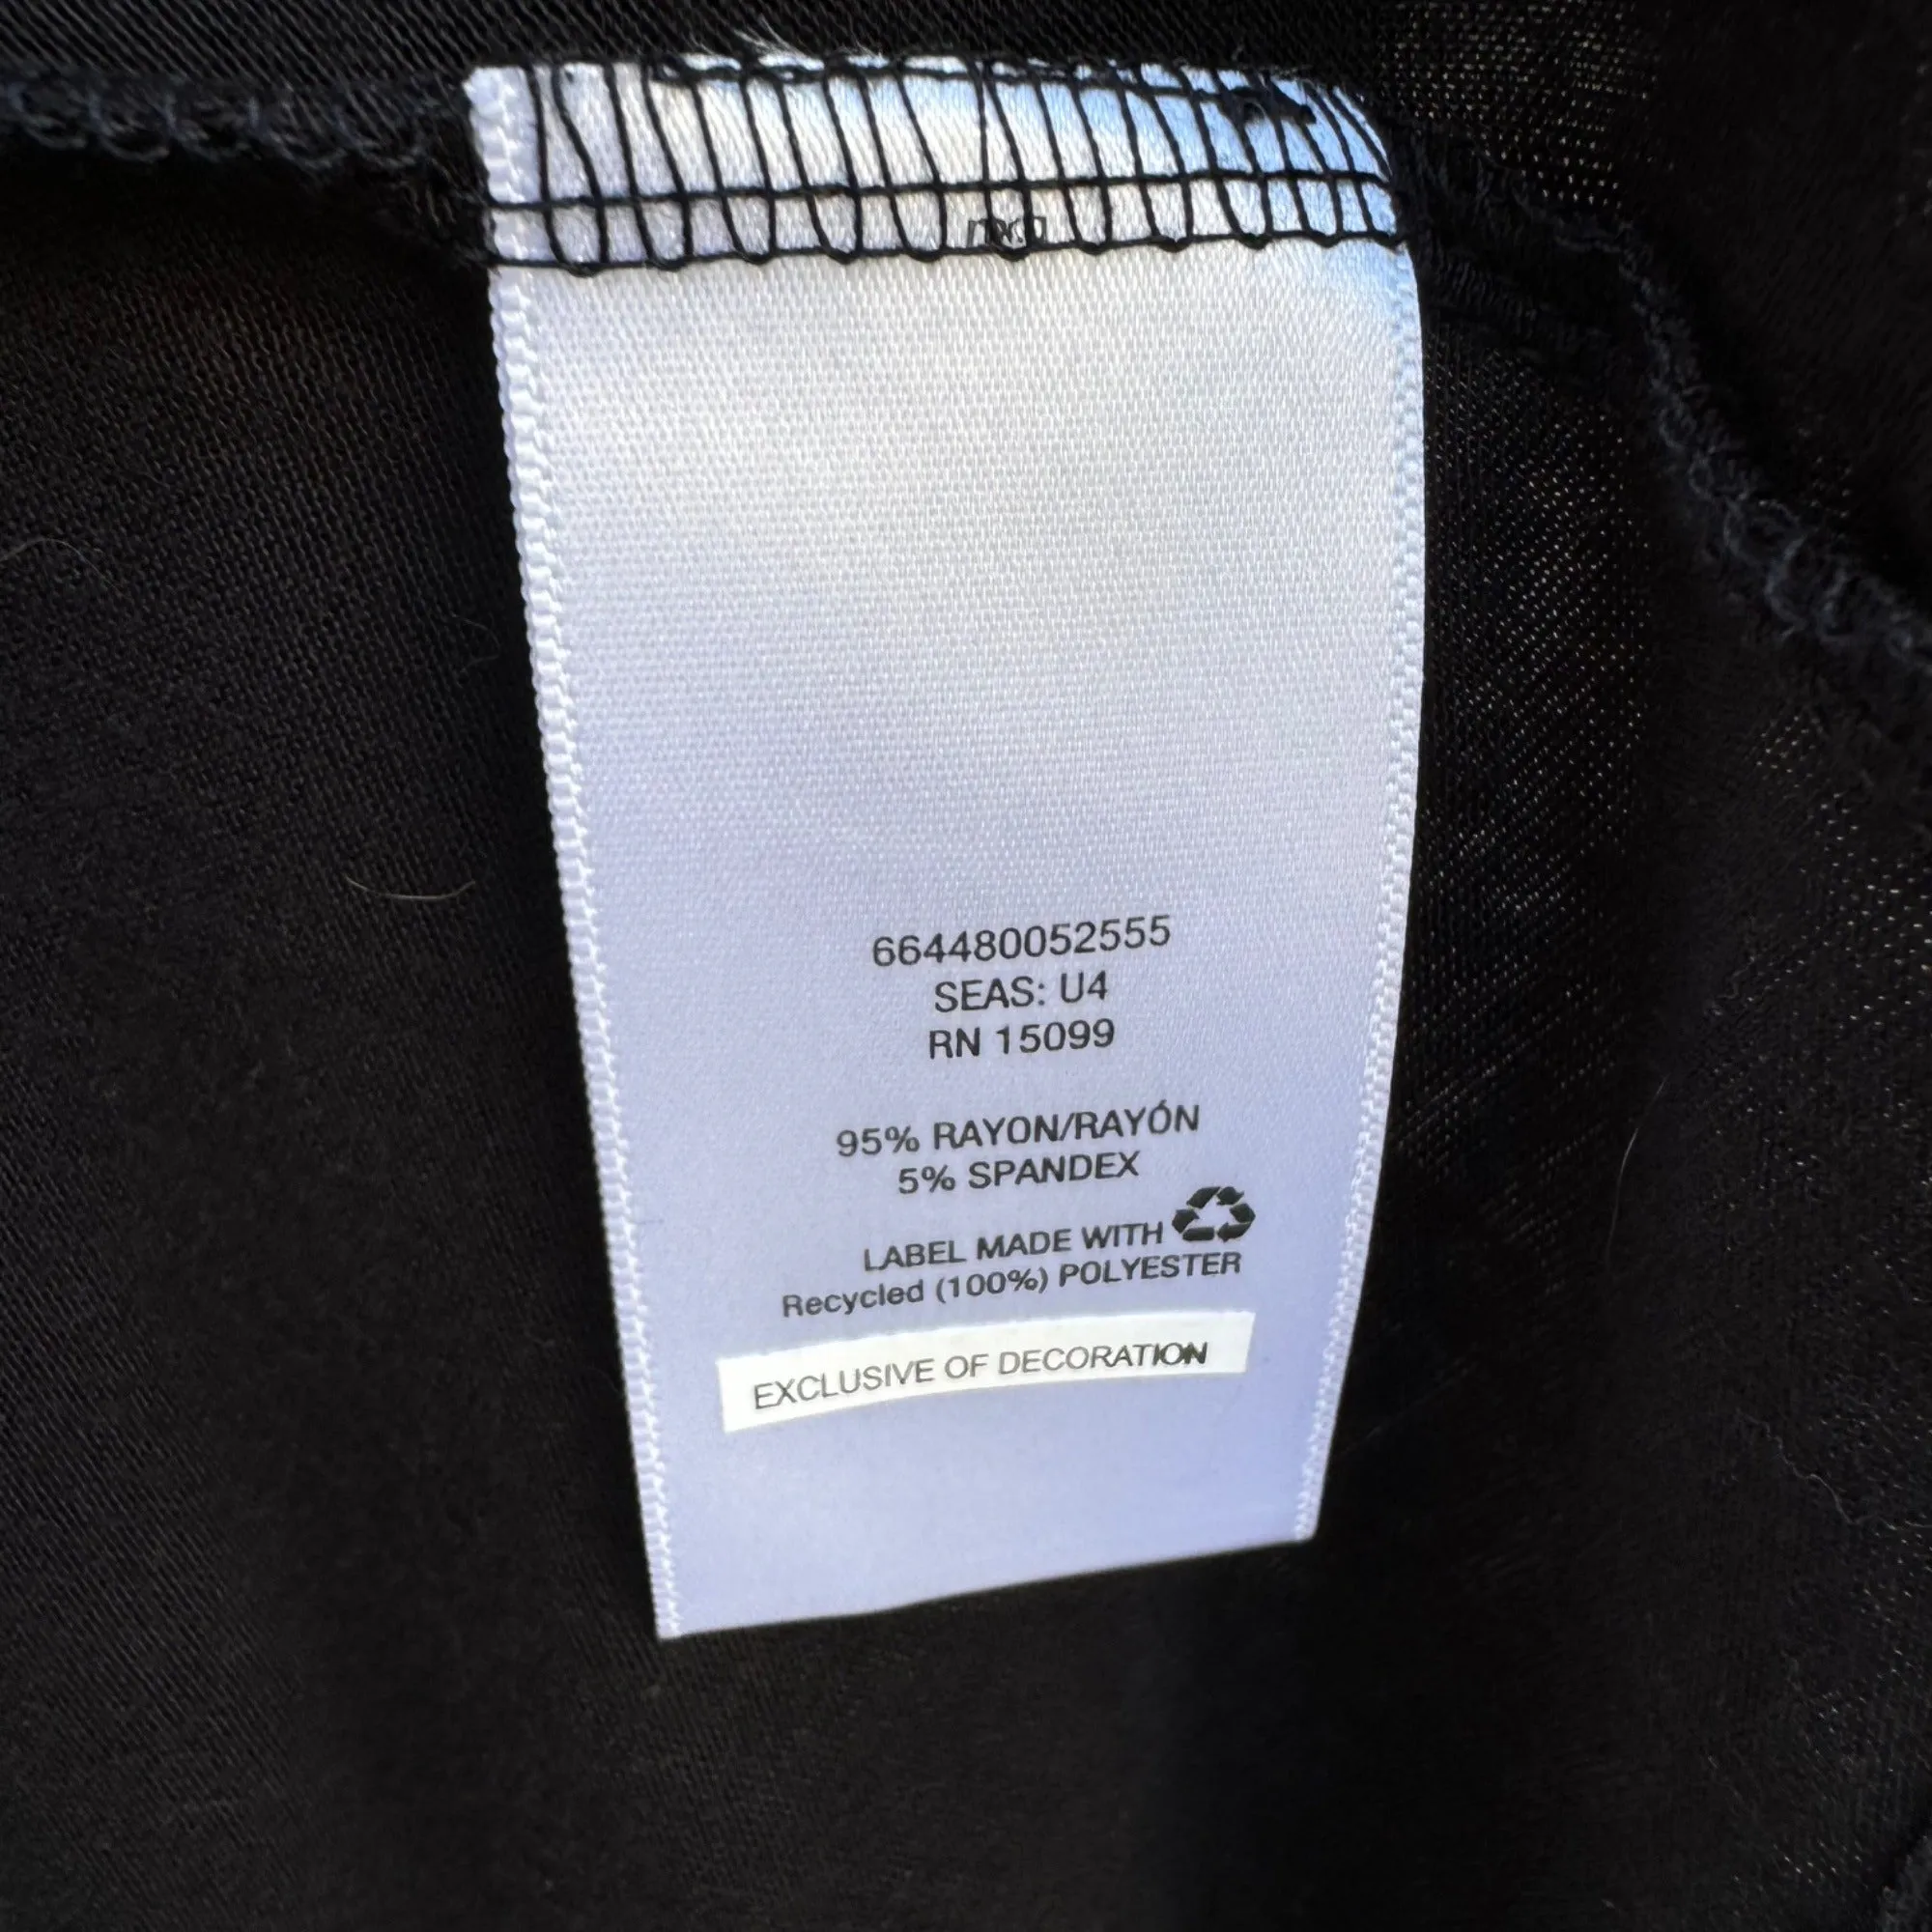 664480052555
SEAS: U4
RN 15099
95% RAYON/RAYÓN
5% SPANDEX
LABEL MADE WITH
Recycled (100%) POLYESTER
EXCLUSIVE OF DECORATION